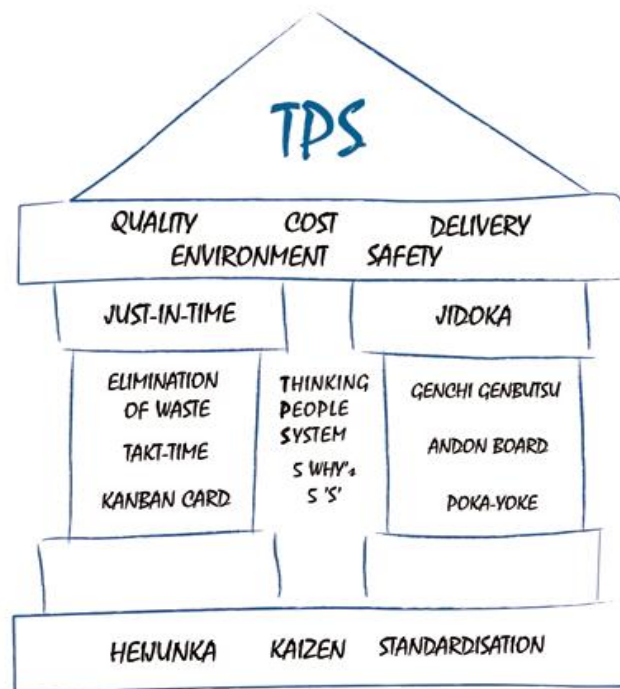 TPS
QUALITY COST DELIVERY
ENVIRONMENT SAFETY
JUST-IN-TIME
JIDOKA
ELIMINATION
OF WASTE
TAKT-TIME
KANBAN CARD
THINKING
PEOPLE
SYSTEM
5 WHY's
5 'S'
GENCHI GENBUTSU
ANDON BOARD
POKA-YOKE
HEIJUNKA KAIZEN STANDARDISATION